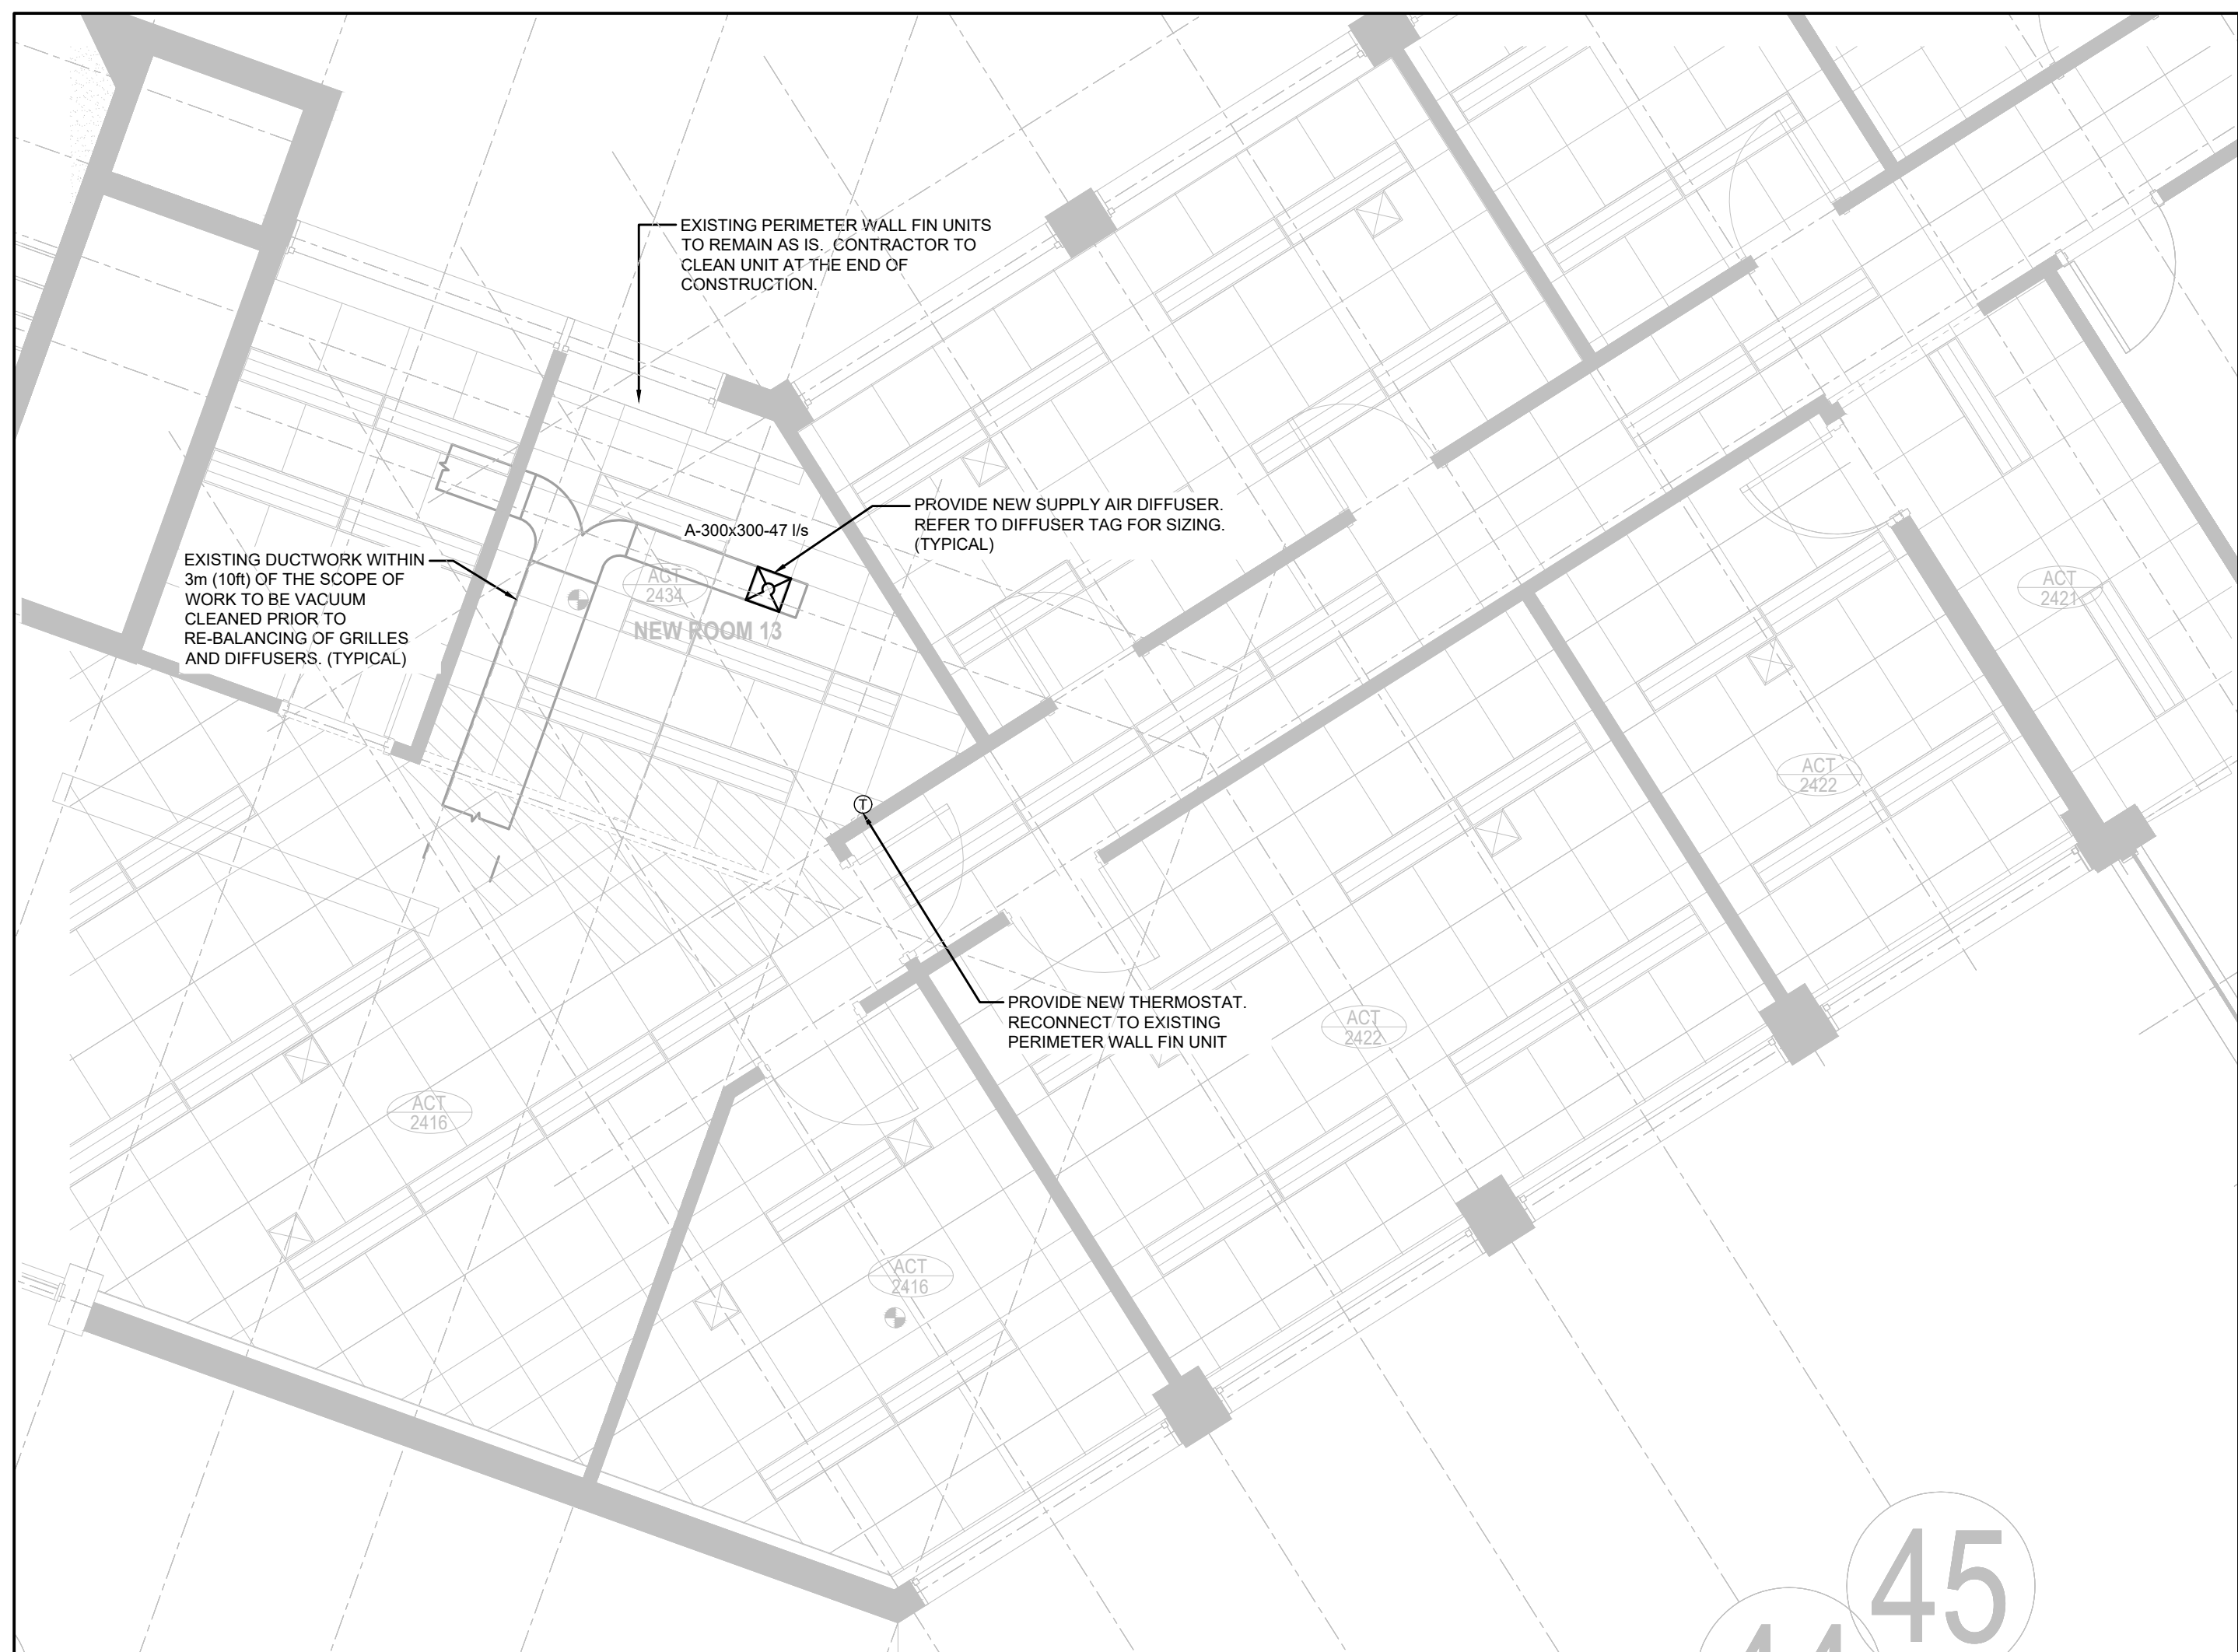 EXISTING PERIMETER WALL FIN UNITS
TO REMAIN AS IS. CONTRACTOR TO
CLEAN UNIT AT THE END OF
CONSTRUCTION.
A-300x300-47 l/s
PROVIDE NEW SUPPLY AIR DIFFUSER.
REFER TO DIFFUSER TAG FOR SIZING.
(TYPICAL)
EXISTING DUCTWORK WITHIN
3m (10ft) OF THE SCOPE OF
WORK TO BE VACUUM
CLEANED PRIOR TO
RE-BALANCING OF GRILLES
AND DIFFUSERS. (TYPICAL)
ACT
2434
NEW ROOM 13
ACT
2421
ACT
2422
T
PROVIDE NEW THERMOSTAT.
RECONNECT TO EXISTING
PERIMETER WALL FIN UNIT
ACT
2422
ACT
2416
ACT
2416
45
44